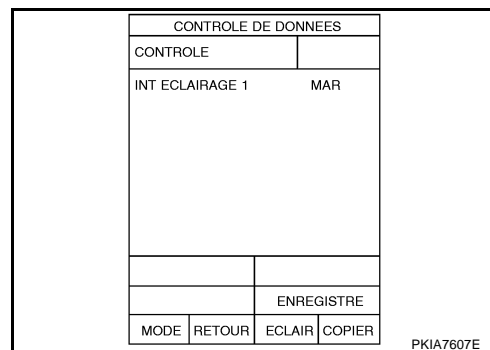 CONTROLE DE DONNEES
CONTROLE
INT ECLAIRAGE 1 MAR
ENREGISTRE
MODE RETOUR ECLAIR COPIER
PKIA7607E